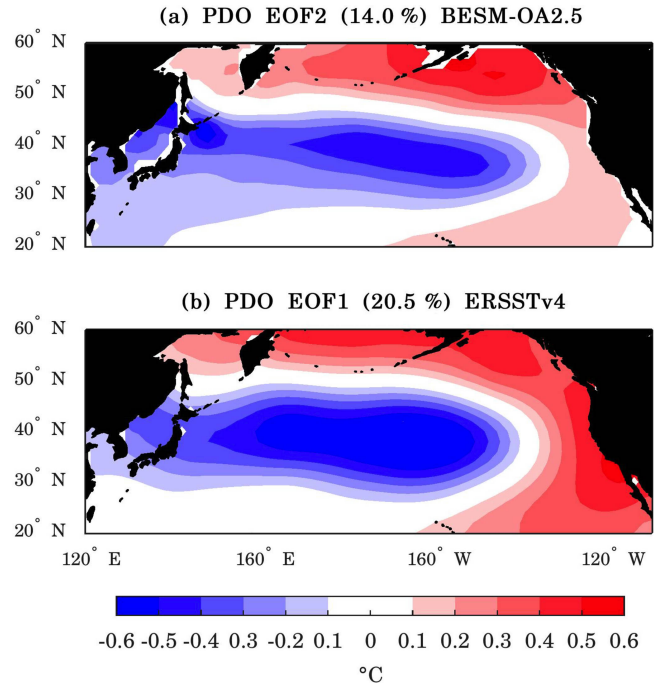 (a) PDO EOF2 (14.0 %) BESM-OA2.5
60° N
50° N
40° N
30° N
20° N
(b) PDO EOF1 (20.5 %) ERSSTv4
60° N
50° N
40° N
30° N
20° N
120° E 160° E 160° W 120° W
-0.6 -0.5 -0.4 0.3 -0.2 0.1 0 0.1 0.2 0.3 0.4 0.5 0.6
°C